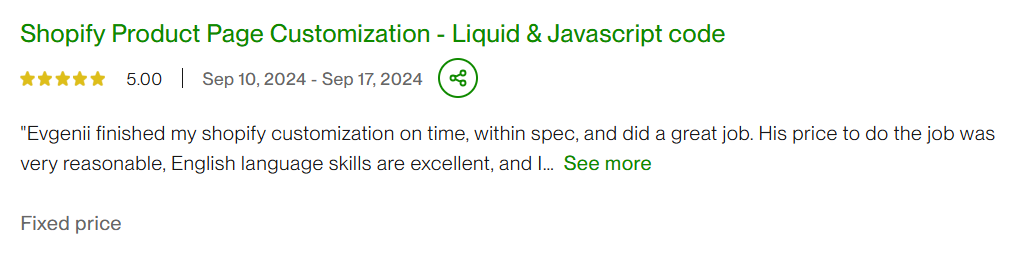 Shopify Product Page Customization - Liquid & Javascript code
5.00 Sep 10, 2024 - Sep 17, 2024
"Evgenii finished my shopify customization on time, within spec, and did a great job. His price to do the job was
very reasonable, English language skills are excellent, and I... See more
Fixed price